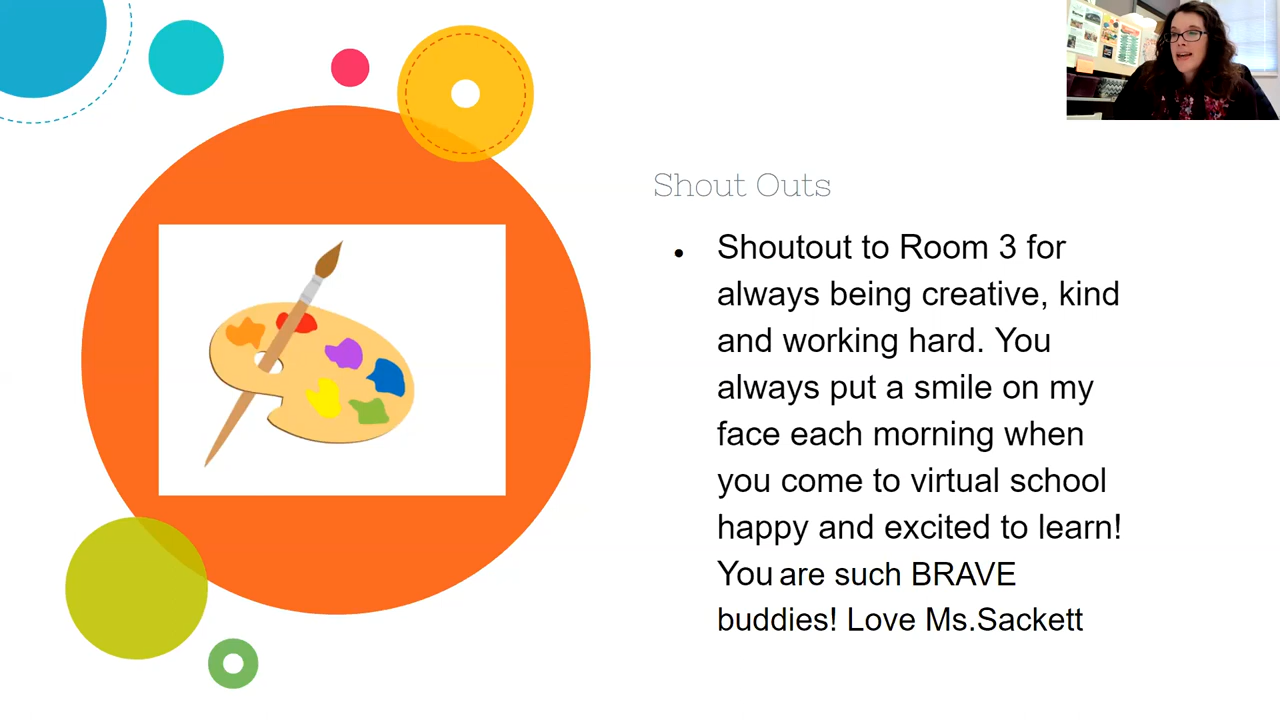 Shout Outs
• Shoutout to Room 3 for
always being creative, kind
and working hard. You
always put a smile on my
face each morning when
you come to virtual school
happy and excited to learn!
You are such BRAVE
buddies! Love Ms.Sackett